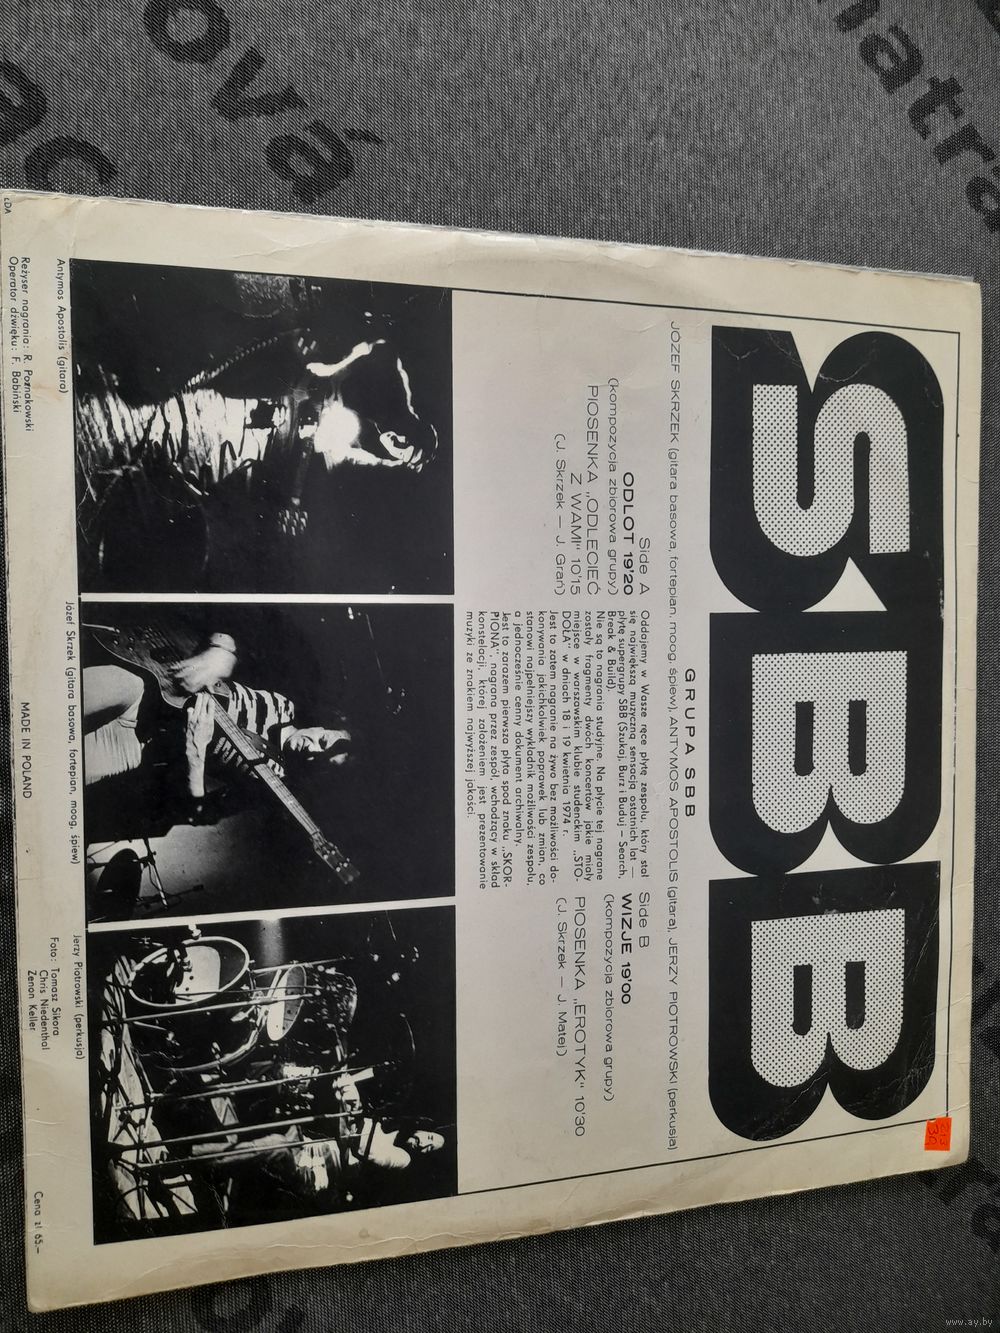 SBB
GRUPA SBB
JÓZEF SKRZEK (gitara basowa, fortepian, moog, śpiew), ANTYMOS APOSTOLIS (gitara), JERZY PIOTROWSKI (perkusja)
Side A
ODLOT 19'20
(kompozycja zbiorowa grupy)
PIOSENKA „ODLECIEĆ
Z WAMI" 10'15
(J. Skrzek — J. Grań)
Oddajemy w Wasze ręce płytę zespołu, który stał
się największą muzyczną sensacją ostatnich lat —
płytę supergrupy SBB (Szukaj, Burz i Buduj — Search,
Break & Build).
Nie są to nagrania studyjne. Na płycie tej nagrane
zostały fragmenty dwóch koncertów jakie miały
miejsce w warszawskim klubie studenckim „STO-
DOŁA" w dniach 18 i 19 kwietnia 1974 r.
Jest to zatem nagranie na żywo bez możliwości do-
konywania jakichkolwiek poprawek lub zmian, co
stanowi najpełniejszy wykładnik możliwości zespołu,
a jednocześnie cenny dokument archiwalny.
Jest to zarazem pierwsza płyta spod znaku „SKOR-
PIONA", nagrana przez zespół, wchodzący w skład
konstelacji, której założeniem jest prezentowanie
muzyki ze znakiem najwyższej jakości.
Side B
WIZJE 19'00
(kompozycja zbiorowa grupy)
PIOSENKA „EROTYK" 10'30
(J. Skrzek — J. Matej)
Antymos Apostolis (gitara)
Józef Skrzek (gitara basowa, fortepian, moog, śpiew)
Jerzy Piotrowski (perkusja)
Reżyser nagrania: R. Poznakowski
Operator dźwięku: F. Babiński
MADE IN POLAND
Foto: Tomasz Sikora
Chris Niedenthal
Zenon Keller
Cena zł 65.—
www.ay.by